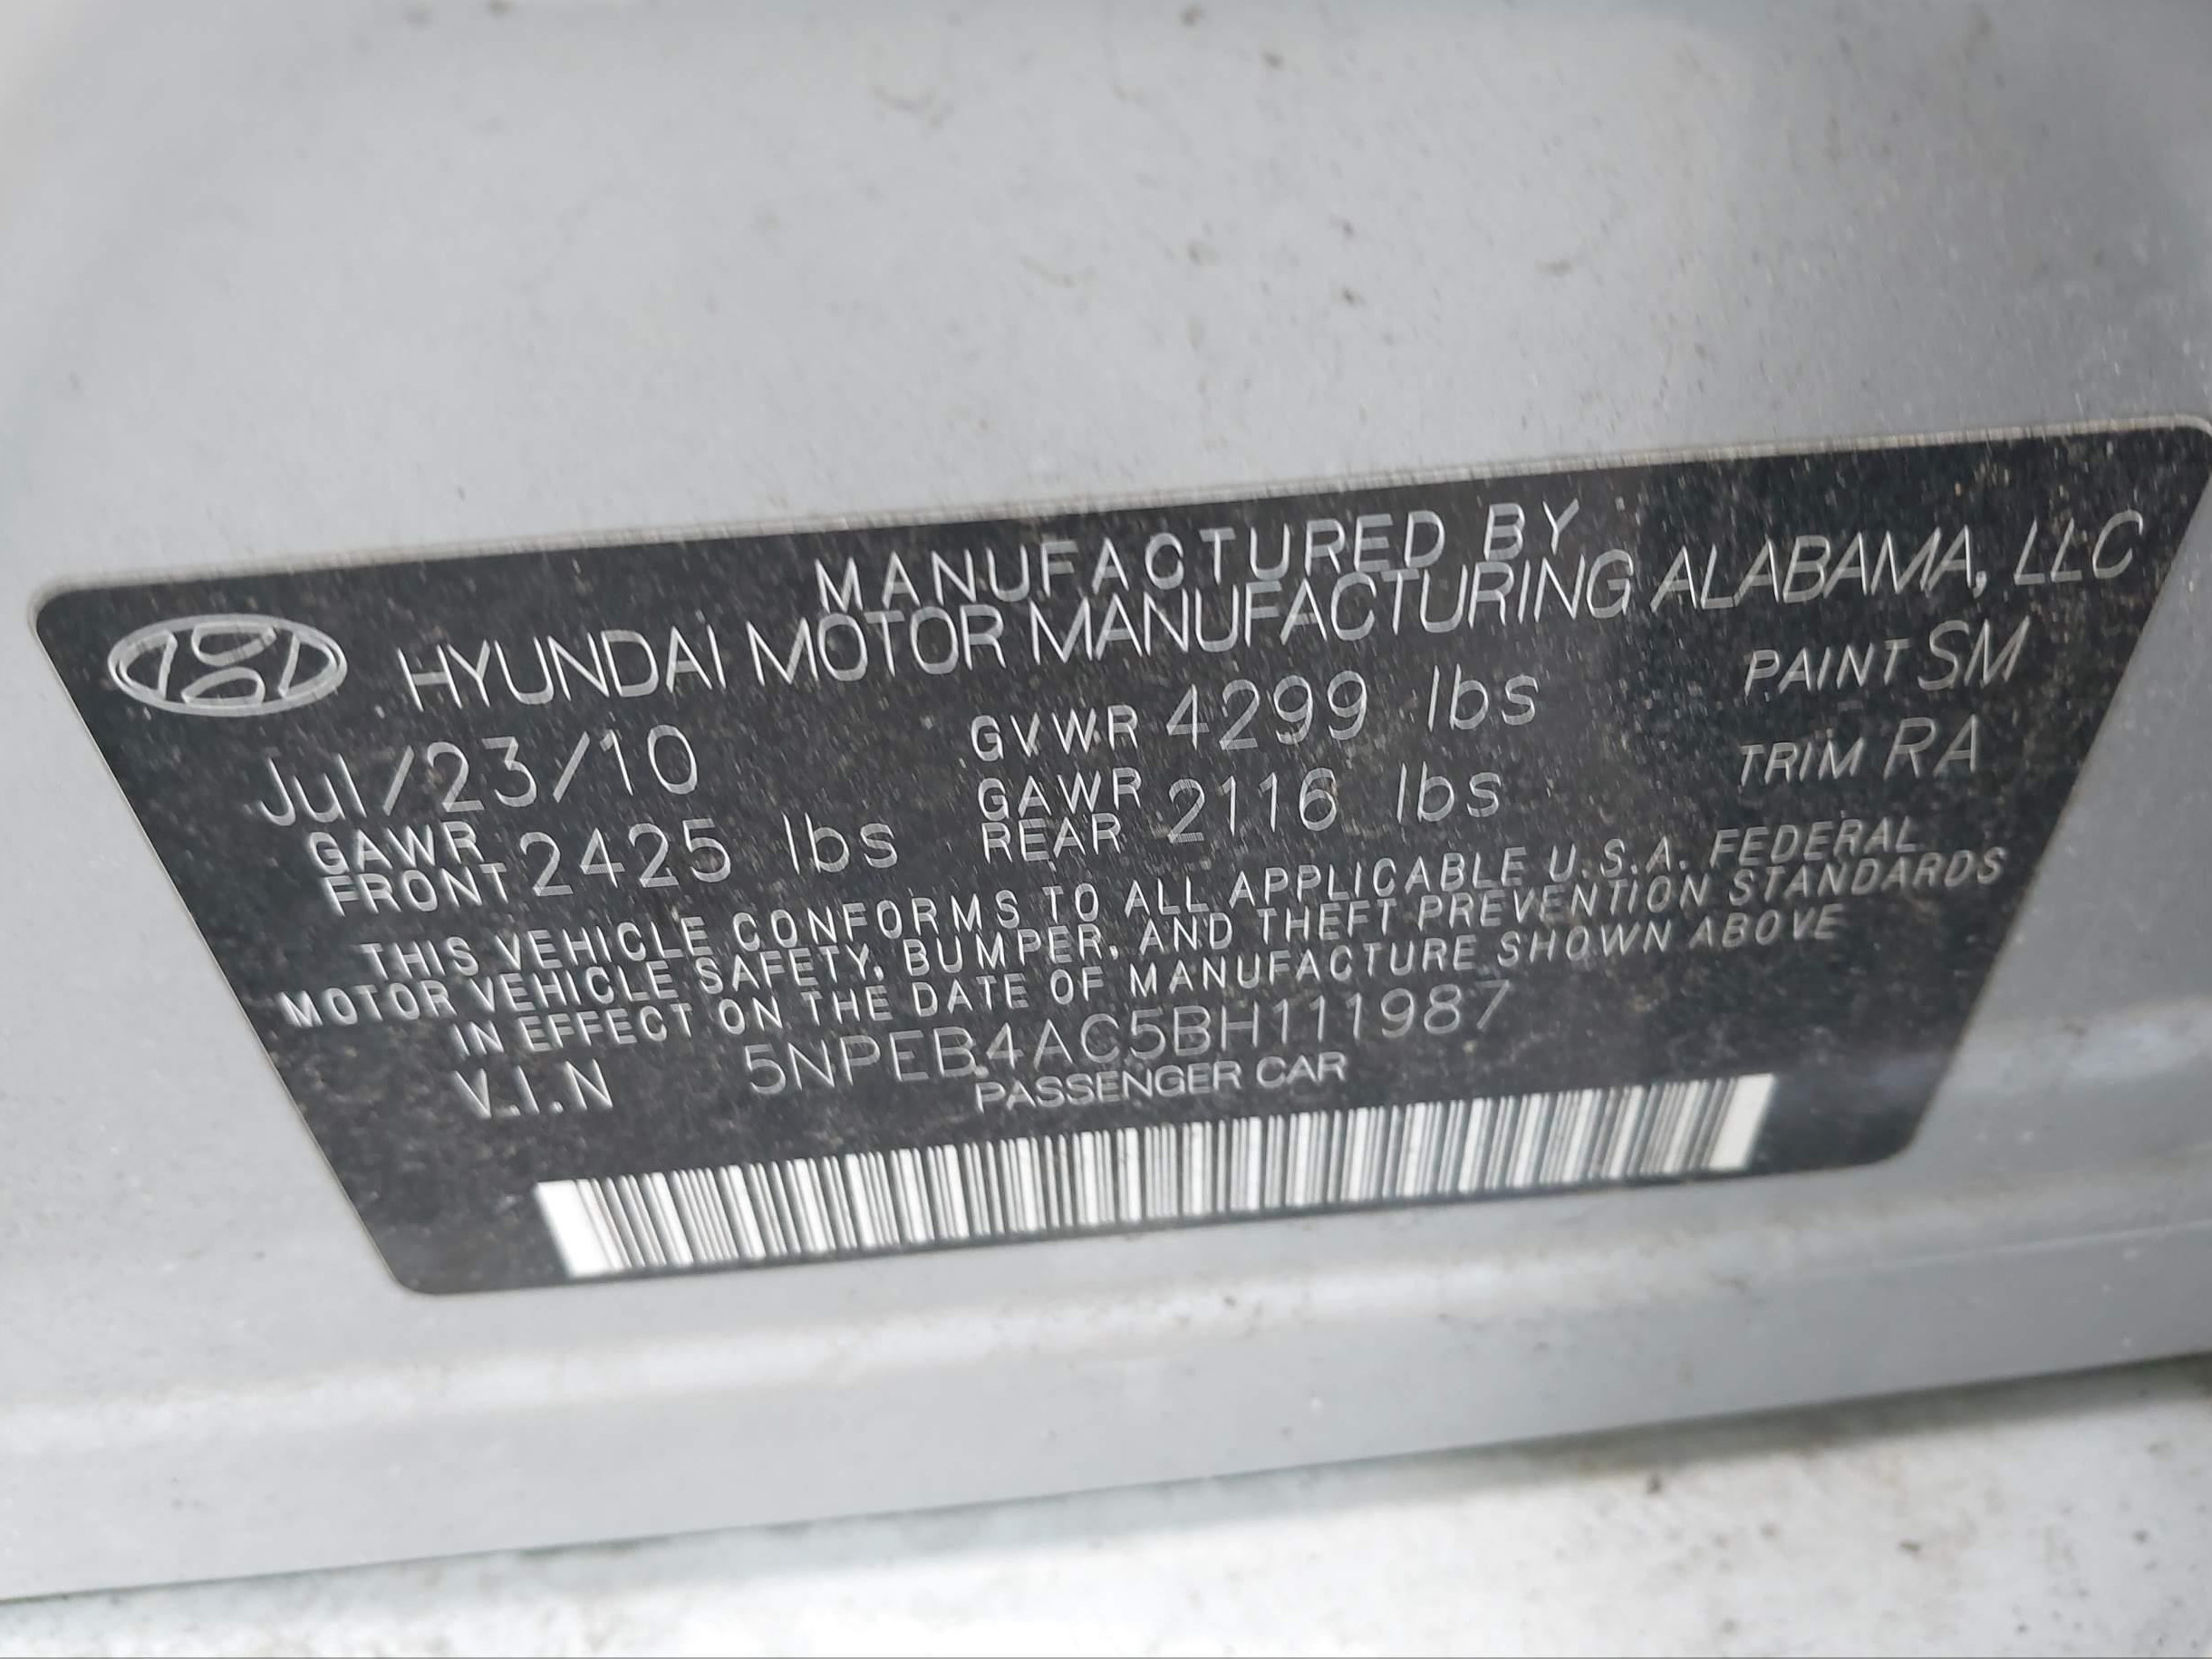 MANUFACTURED BY
HYUNDAI MOTOR MANUFACTURING ALABAMA, LLC
Jul/23/10 GVWR 4299 lbs PAINT SM
GAWR FRONT 2425 lbs GAWR REAR 2116 lbs TRIM RA
THIS VEHICLE CONFORMS TO ALL APPLICABLE U.S.A. FEDERAL
MOTOR VEHICLE SAFETY, BUMPER, AND THEFT PREVENTION STANDARDS
IN EFFECT ON THE DATE OF MANUFACTURE SHOWN ABOVE
V.I.N 5NPEB4AC5BH111987
PASSENGER CAR